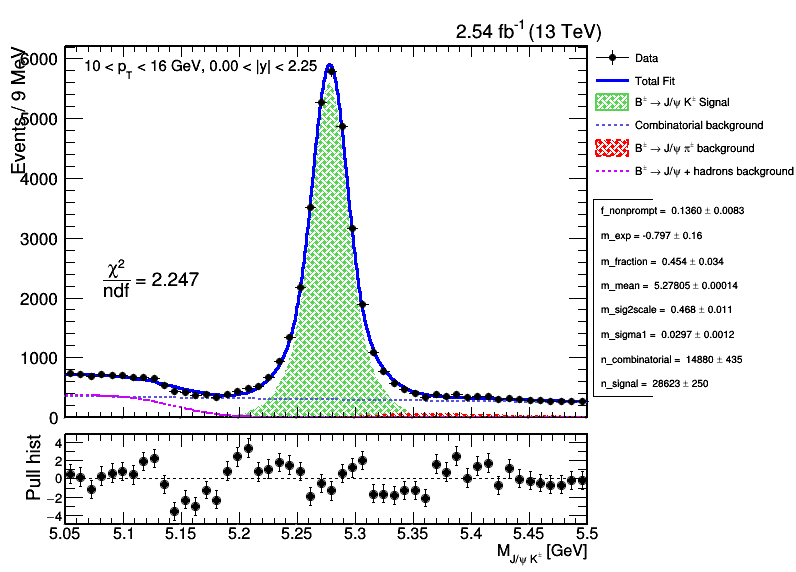 2.54 fb⁻¹ (13 TeV)
10 < p_T < 16 GeV, 0.00 < |y| < 2.25
Events / 9 MeV
6000
5000
4000
3000
2000
1000
0
χ²/ndf = 2.247
Data
Total Fit
B± → J/ψ K± Signal
Combinatorial background
B± → J/ψ π± background
B± → J/ψ + hadrons background
f_nonprompt = 0.1360 ± 0.0083
m_exp = -0.797 ± 0.16
m_fraction = 0.454 ± 0.034
m_mean = 5.27805 ± 0.00014
m_sig2scale = 0.468 ± 0.011
m_sigma1 = 0.0297 ± 0.0012
n_combinatorial = 14880 ± 435
n_signal = 28623 ± 250
Pull hist
4
2
0
−2
−4
5.05 5.1 5.15 5.2 5.25 5.3 5.35 5.4 5.45 5.5
M_J/ψ K± [GeV]